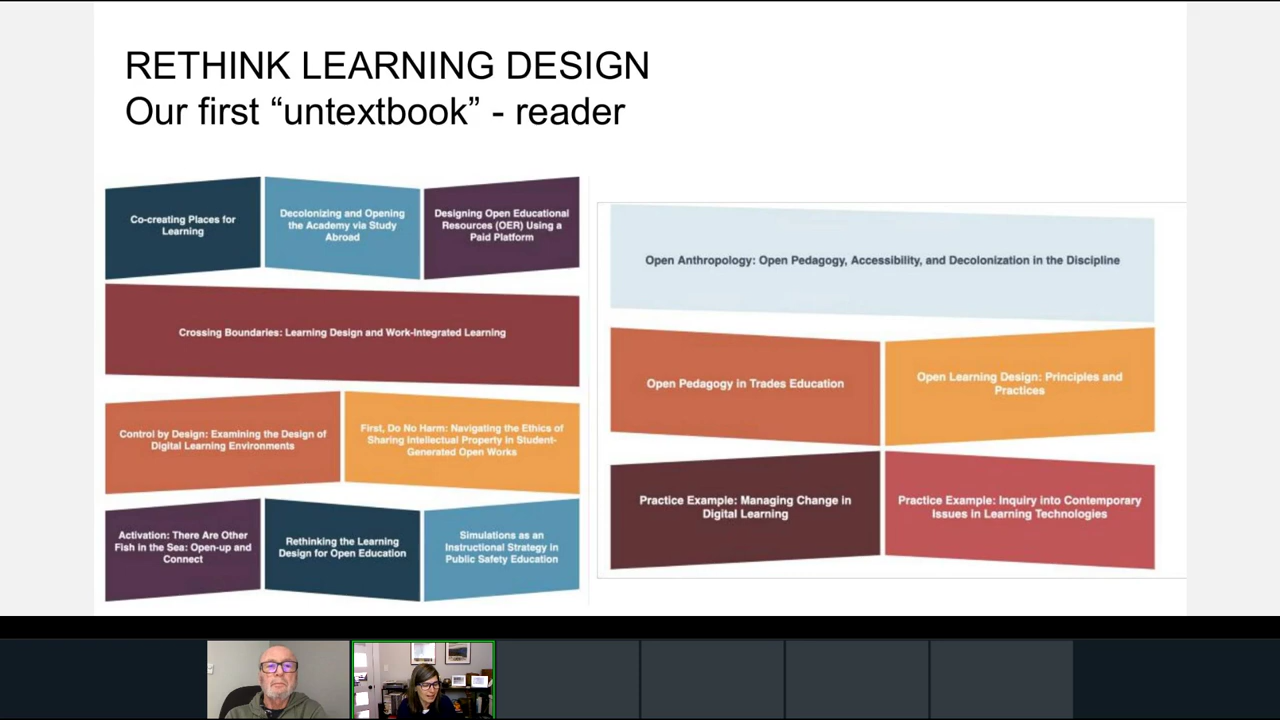 RETHINK LEARNING DESIGN
Our first “untextbook” - reader
Co-creating Places for
Learning
Decolonizing and Opening
the Academy via Study
Abroad
Designing Open Educational
Resources (OER) Using a
Paid Platform
Crossing Boundaries: Learning Design and Work-Integrated Learning
Control by Design: Examining the Design of
Digital Learning Environments
First, Do No Harm: Navigating the Ethics of
Sharing Intellectual Property in Student-
Generated Open Works
Activation: There Are Other
Fish in the Sea: Open-up and
Connect
Rethinking the Learning
Design for Open Education
Simulations as an
Instructional Strategy in
Public Safety Education
Open Anthropology: Open Pedagogy, Accessibility, and Decolonization in the Discipline
Open Pedagogy in Trades Education
Open Learning Design: Principles and
Practices
Practice Example: Managing Change in
Digital Learning
Practice Example: Inquiry into Contemporary
Issues in Learning Technologies